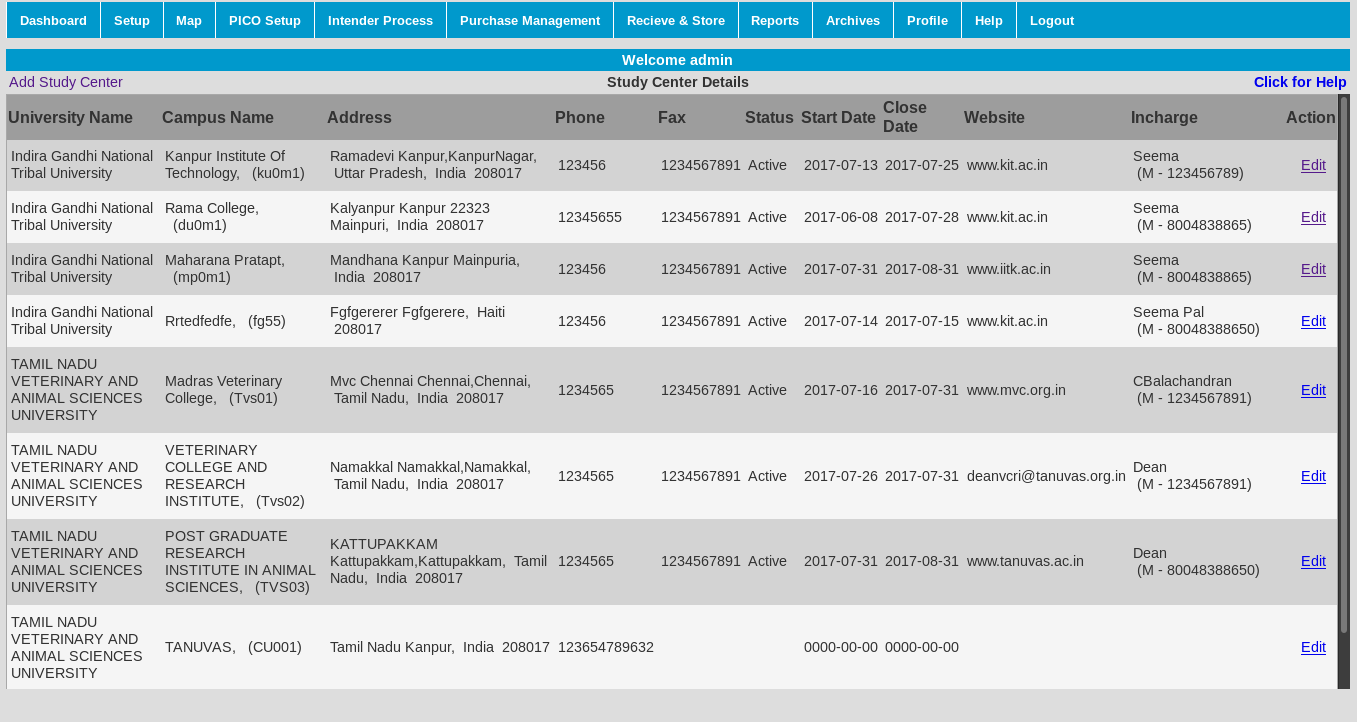 Dashboard Setup Map PICO Setup Intender Process Purchase Management Recieve & Store Reports Archives Profile Help Logout
Welcome admin
Add Study Center Study Center Details Click for Help
University Name Campus Name Address Phone Fax Status Start Date Close Date Website Incharge Action
Indira Gandhi National Tribal University Kanpur Institute Of Technology, (ku0m1) Ramadevi Kanpur,KanpurNagar, Uttar Pradesh, India 208017 123456 1234567891 Active 2017-07-13 2017-07-25 www.kit.ac.in Seema (M - 123456789) Edit
Indira Gandhi National Tribal University Rama College, (du0m1) Kalyanpur Kanpur 22323 Mainpuri, India 208017 12345655 1234567891 Active 2017-06-08 2017-07-28 www.kit.ac.in Seema (M - 8004838865) Edit
Indira Gandhi National Tribal University Maharana Pratapt, (mp0m1) Mandhana Kanpur Mainpuria, India 208017 123456 1234567891 Active 2017-07-31 2017-08-31 www.iitk.ac.in Seema (M - 8004838865) Edit
Indira Gandhi National Tribal University Rrtedfedfe, (fg55) Fgfgererer Fgfgerere, Haiti 208017 123456 1234567891 Active 2017-07-14 2017-07-15 www.kit.ac.in Seema Pal (M - 80048388650) Edit
TAMIL NADU VETERINARY AND ANIMAL SCIENCES UNIVERSITY Madras Veterinary College, (Tvs01) Mvc Chennai Chennai,Chennai, Tamil Nadu, India 208017 1234565 1234567891 Active 2017-07-16 2017-07-31 www.mvc.org.in CBalachandran (M - 1234567891) Edit
TAMIL NADU VETERINARY AND ANIMAL SCIENCES UNIVERSITY VETERINARY COLLEGE AND RESEARCH INSTITUTE, (Tvs02) Namakkal Namakkal,Namakkal, Tamil Nadu, India 208017 1234565 1234567891 Active 2017-07-26 2017-07-31 deanvcri@tanuvas.org.in Dean (M - 1234567891) Edit
TAMIL NADU VETERINARY AND ANIMAL SCIENCES UNIVERSITY POST GRADUATE RESEARCH INSTITUTE IN ANIMAL SCIENCES, (TVS03) KATTUPAKKAM Kattupakkam,Kattupakkam, Tamil Nadu, India 208017 1234565 1234567891 Active 2017-07-31 2017-08-31 www.tanuvas.ac.in Dean (M - 80048388650) Edit
TAMIL NADU VETERINARY AND ANIMAL SCIENCES UNIVERSITY TANUVAS, (CU001) Tamil Nadu Kanpur, India 208017 123654789632 0000-00-00 0000-00-00 Edit